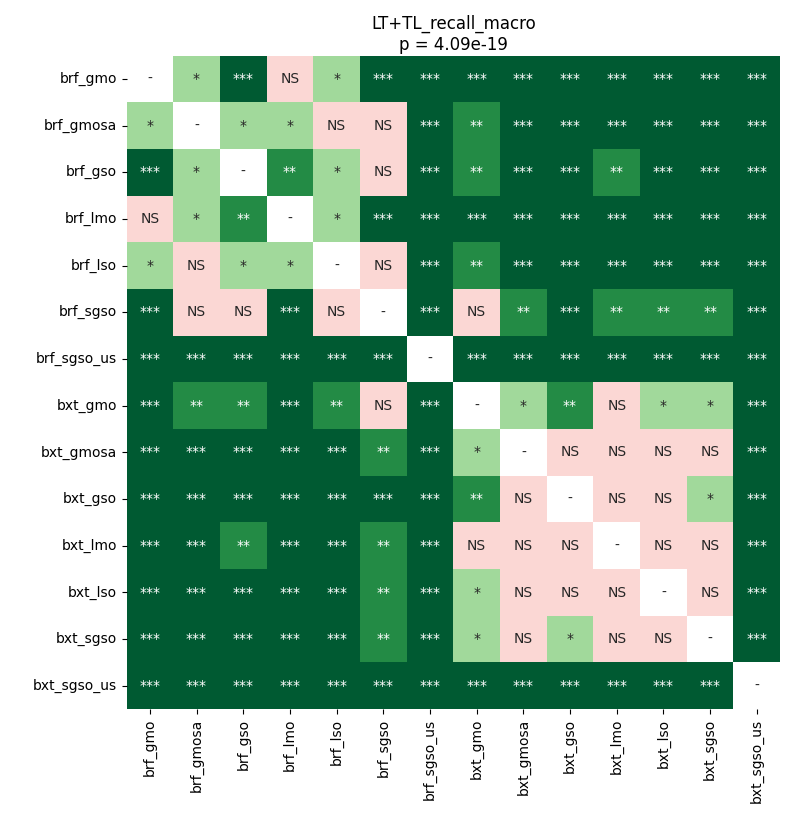 LT+TL_recall_macro
p = 4.09e-19
brf_gmo - * *** NS * *** *** *** *** *** *** *** *** ***
brf_gmosa * - * * NS NS *** ** *** *** *** *** *** ***
brf_gso *** * - ** * NS *** ** *** *** ** *** *** ***
brf_lmo NS * ** - * *** *** *** *** *** *** *** *** ***
brf_lso * NS * * - NS *** ** *** *** *** *** *** ***
brf_sgso *** NS NS *** NS - *** NS ** *** ** ** ** ***
brf_sgso_us *** *** *** *** *** *** - *** *** *** *** *** *** ***
bxt_gmo *** ** ** *** ** NS *** - * ** NS * * ***
bxt_gmosa *** *** *** *** *** ** *** * - NS NS NS NS ***
bxt_gso *** *** *** *** *** *** *** ** NS - NS NS * ***
bxt_lmo *** *** ** *** *** ** *** NS NS NS - NS NS ***
bxt_lso *** *** *** *** *** ** *** * NS NS NS - NS ***
bxt_sgso *** *** *** *** *** ** *** * NS * NS NS - ***
bxt_sgso_us *** *** *** *** *** *** *** *** *** *** *** *** *** -
brf_gmo brf_gmosa brf_gso brf_lmo brf_lso brf_sgso brf_sgso_us bxt_gmo bxt_gmosa bxt_gso bxt_lmo bxt_lso bxt_sgso bxt_sgso_us